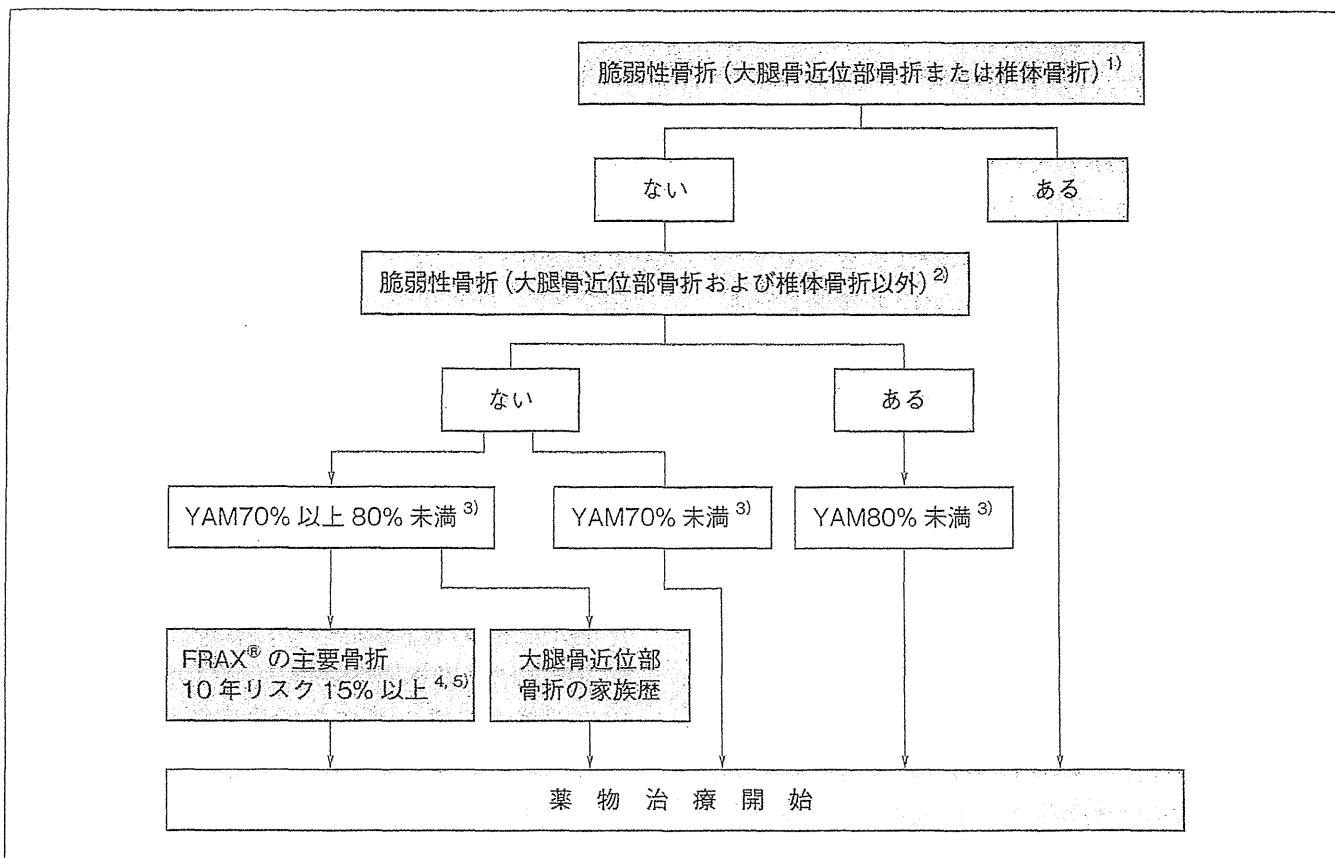 脆弱性骨折(大腿骨近位部骨折または椎体骨折)1)
ない
ある
脆弱性骨折(大腿骨近位部骨折および椎体骨折以外)2)
ない
ある
YAM70% 以上 80% 未満3)
YAM70% 未満3)
YAM80% 未満3)
FRAX® の主要骨折
10 年リスク 15% 以上4, 5)
大腿骨近位部
骨折の家族歴
薬 物 治 療 開 始